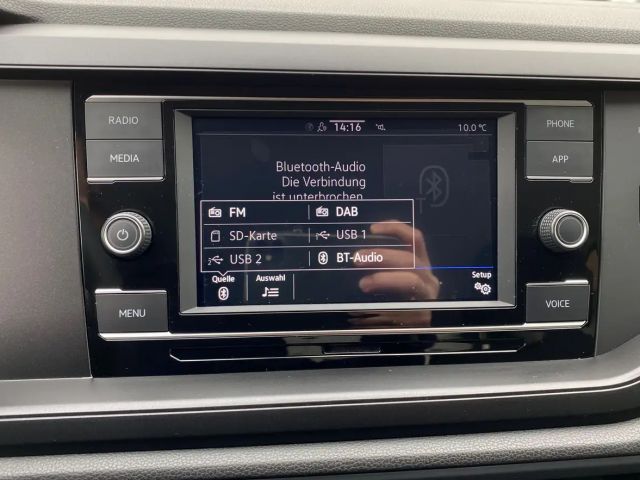 RADIO
MEDIA
MENU
14:16
10.0 °C
Bluetooth-Audio
Die Verbindung
ist unterbrochen
FM DAB
SD-Karte USB 1
USB 2 BT-Audio
Quelle Auswahl Setup
PHONE
APP
VOICE